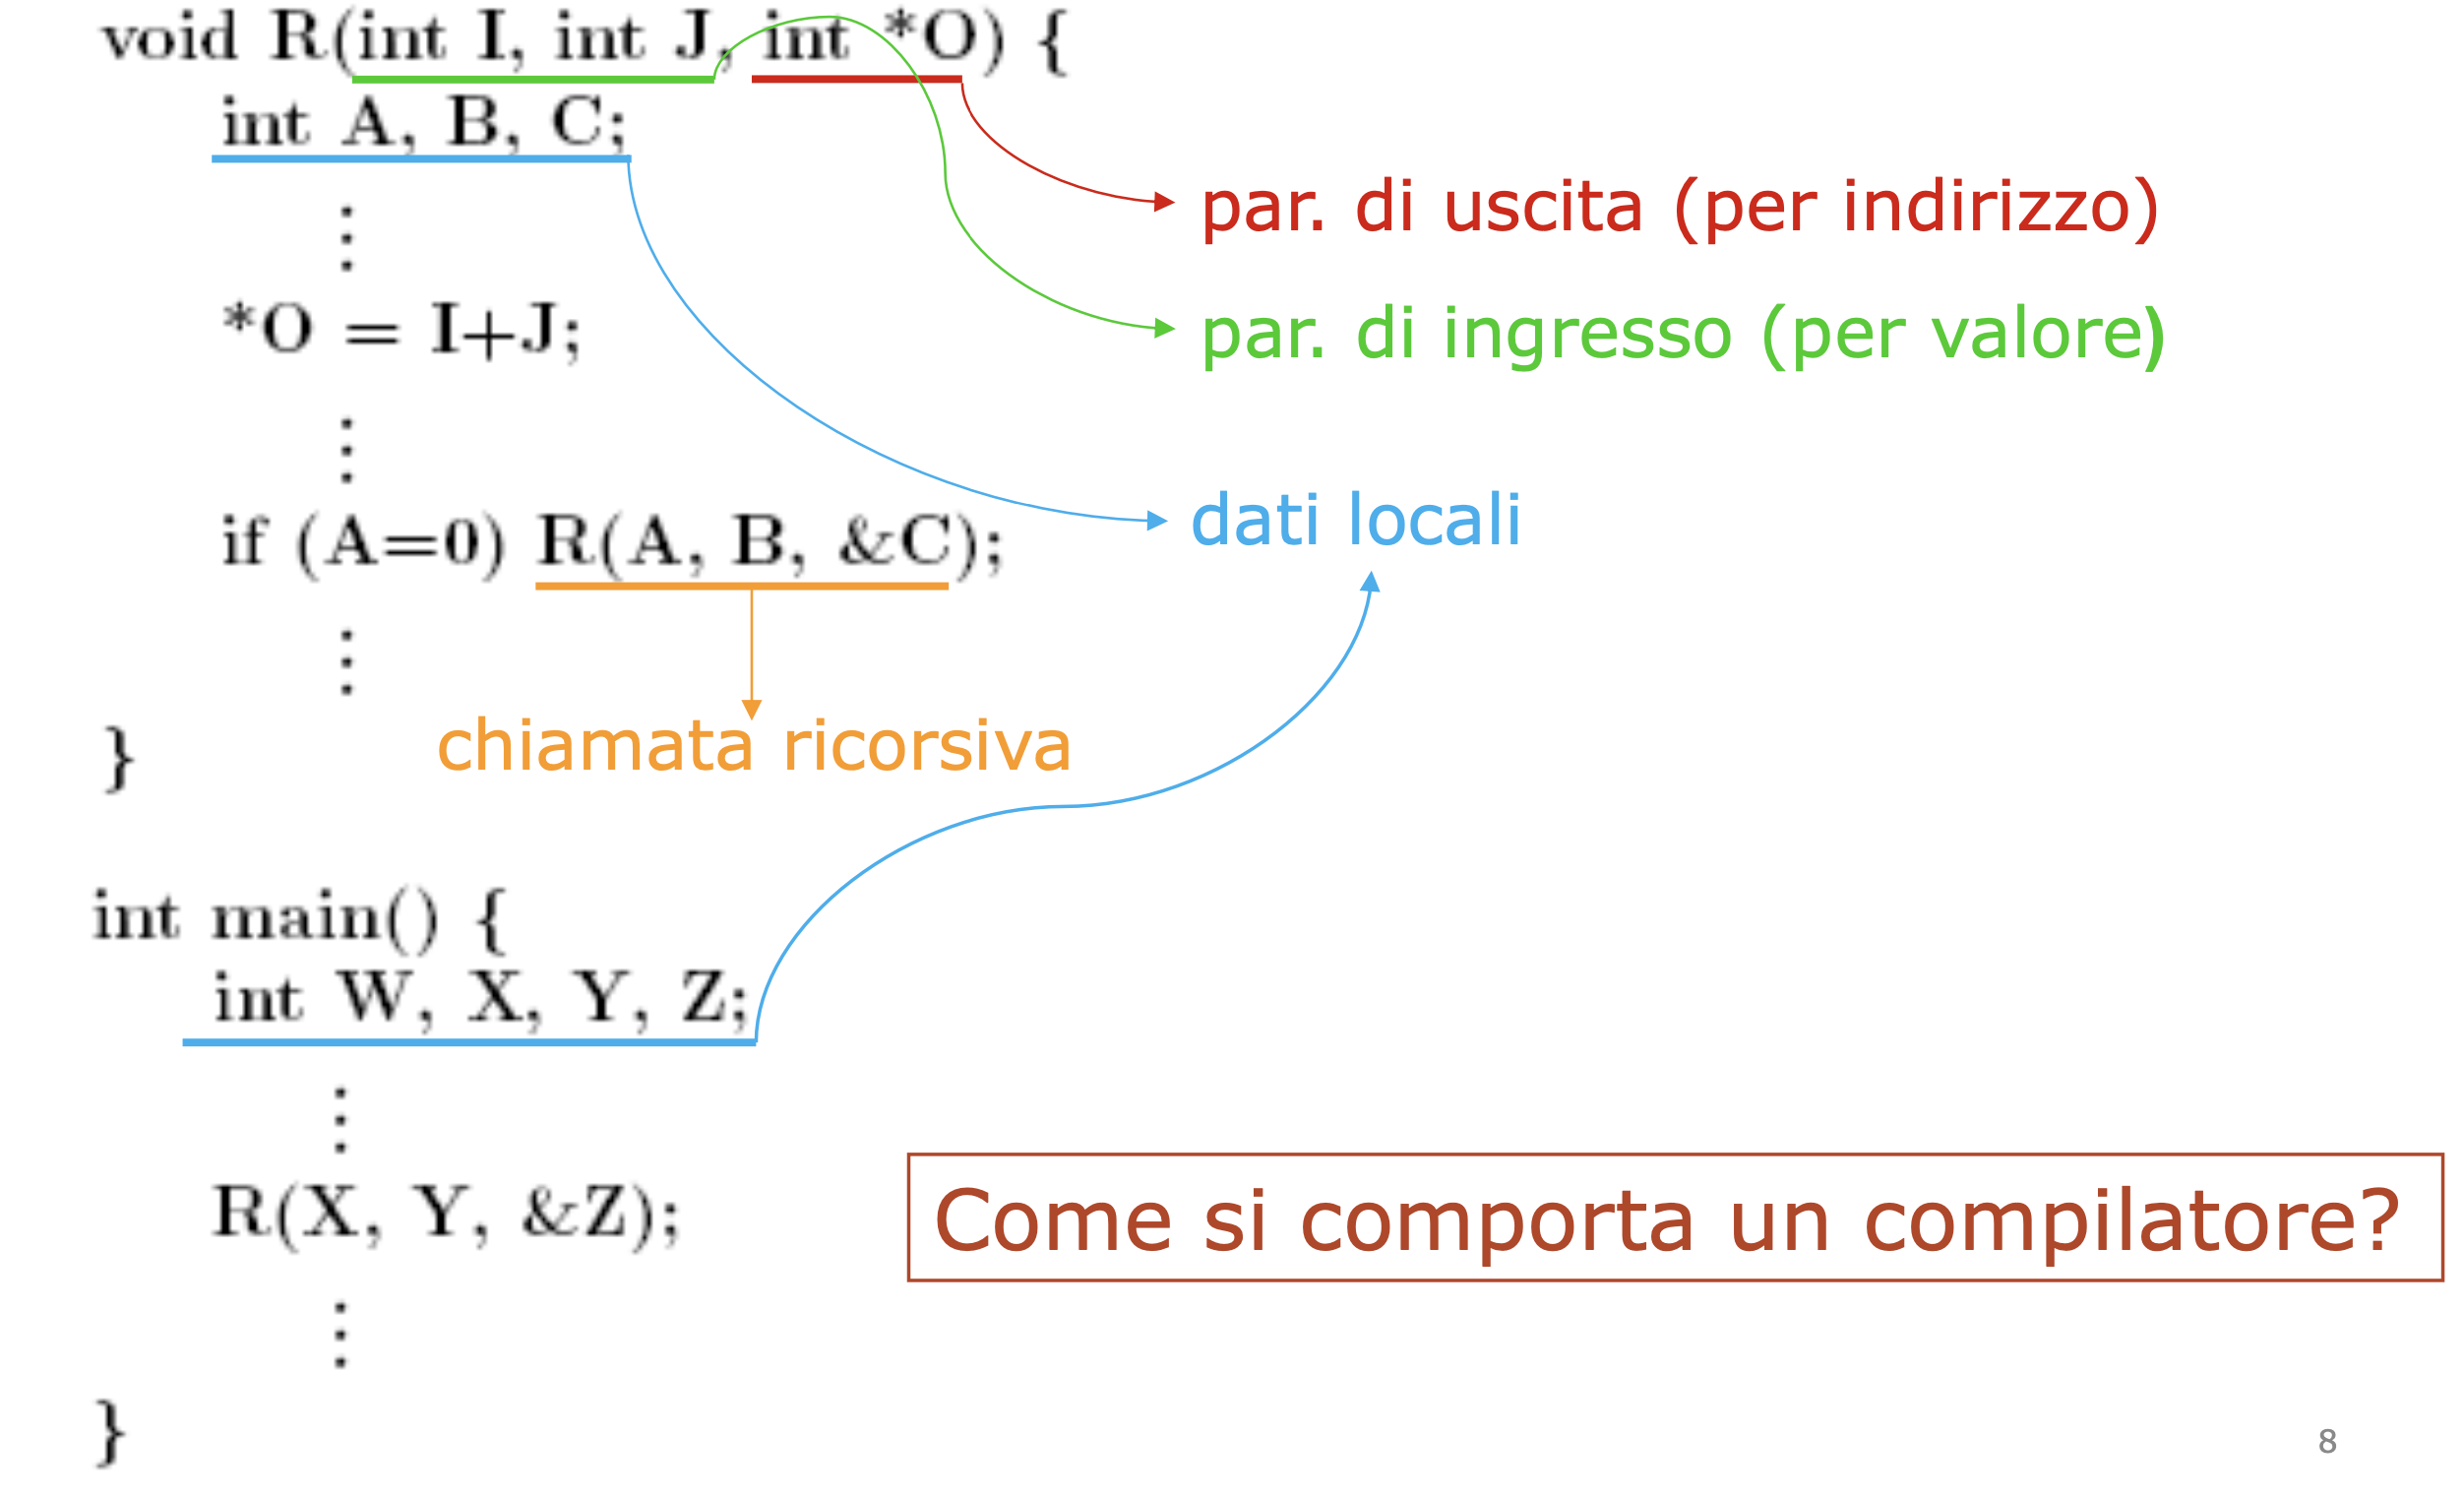 void R(int I, int J, int *O) {
int A, B, C;
par. di uscita (per indirizzo)
*O = I+J;
par. di ingresso (per valore)
if (A=0) R(A, B, &C);
dati locali
chiamata ricorsiva
}
int main() {
int W, X, Y, Z;
R(X, Y, &Z);
Come si comporta un compilatore?
}
8